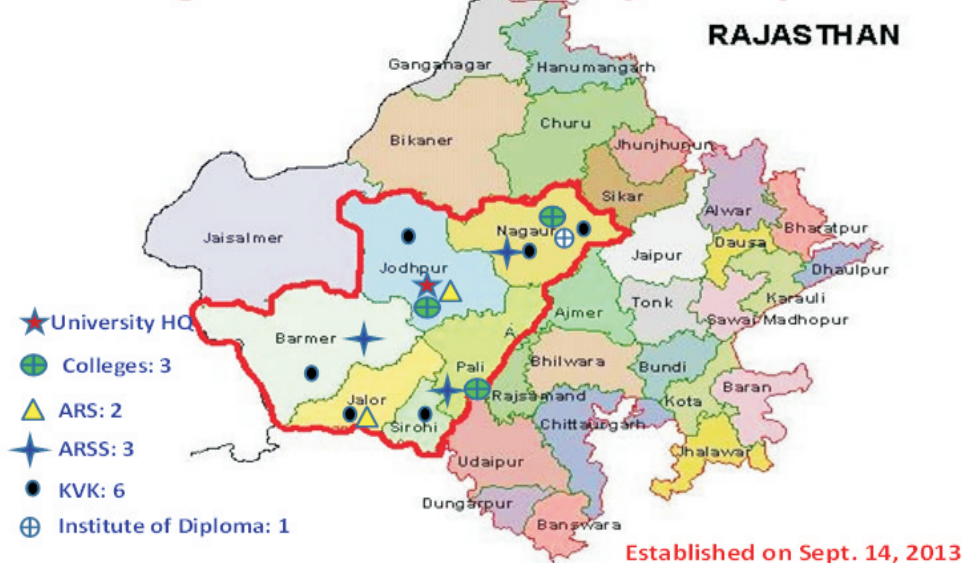 RAJASTHAN
Ganganagar
Hanumangarh
Bikaner
Churu
Jhunjhunun
Sikar
Alwar
Bharatpur
Jaisalmer
Nagaur
Jaipur
Dausa
Dhaulpur
Jodhpur
Karauli
Ajmer
Tonk
Sawai Madhopur
Barmer
Pali
Bhilwara
Bundi
Baran
Jalor
Rajsamand
Kota
Sirohi
Chittaurgarh
Jhalawar
Udaipur
Dungarpur
Banswara
University HQ
Colleges: 3
ARS: 2
ARSS: 3
KVK: 6
Institute of Diploma: 1
Established on Sept. 14, 2013